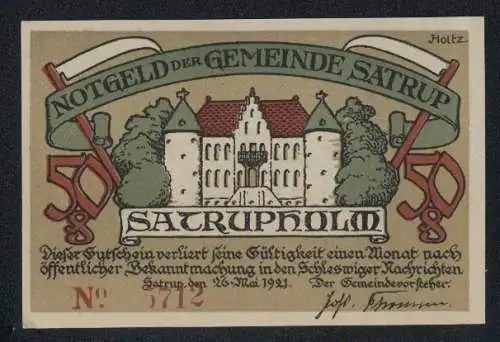 Holtz
NOTGELD DER GEMEINDE SATRUP
50 50
SATRUPHOLM
Dieser Gutschein verliert seine Gültigkeit einen Monat nach
öffentlicher Bekanntmachung in den Schleswiger Nachrichten
Satrup, den 26. Mai 1921. Der Gemeindevorsteher:
No 5712